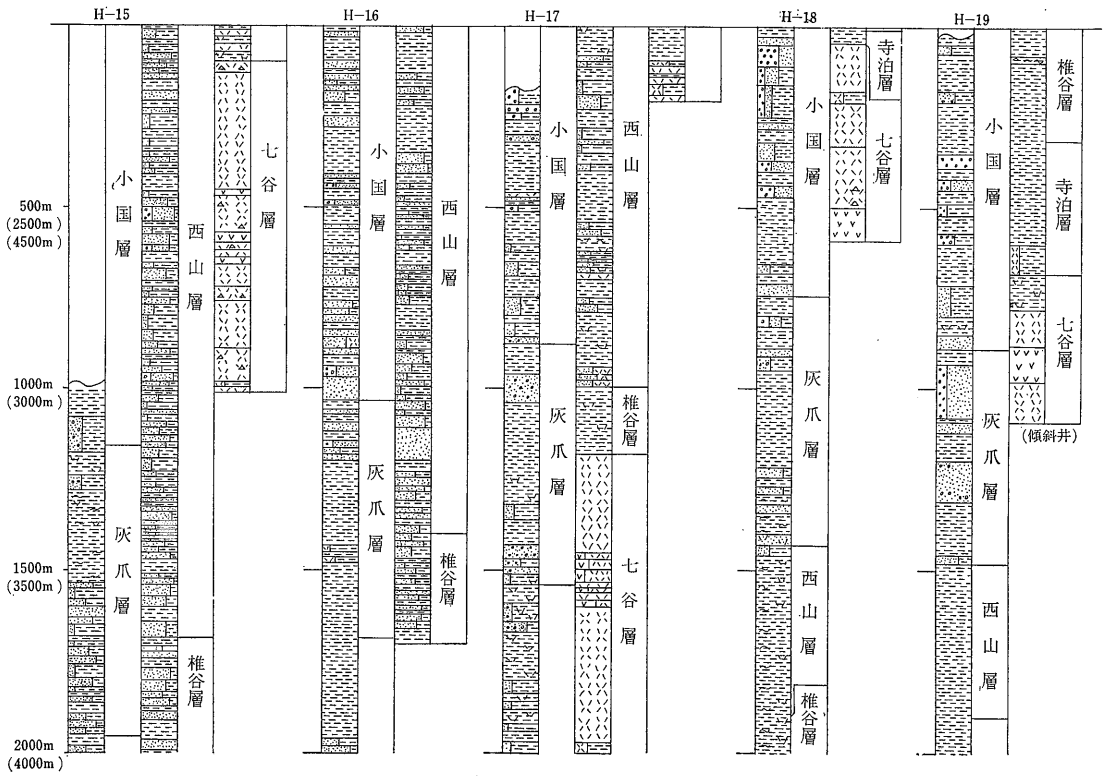 H-15
H-16
H-17
H-18
H-19
500m
(2500m)
(4500m)
1000m
(3000m)
1500m
(3500m)
2000m
(4000m)
小国層
灰爪層
西山層
椎谷層
七谷層
小国層
灰爪層
西山層
椎谷層
小国層
灰爪層
西山層
椎谷層
七谷層
小国層
灰爪層
西山層
椎谷層
寺泊層
七谷層
小国層
灰爪層
西山層
椎谷層
寺泊層
七谷層
(傾斜井)